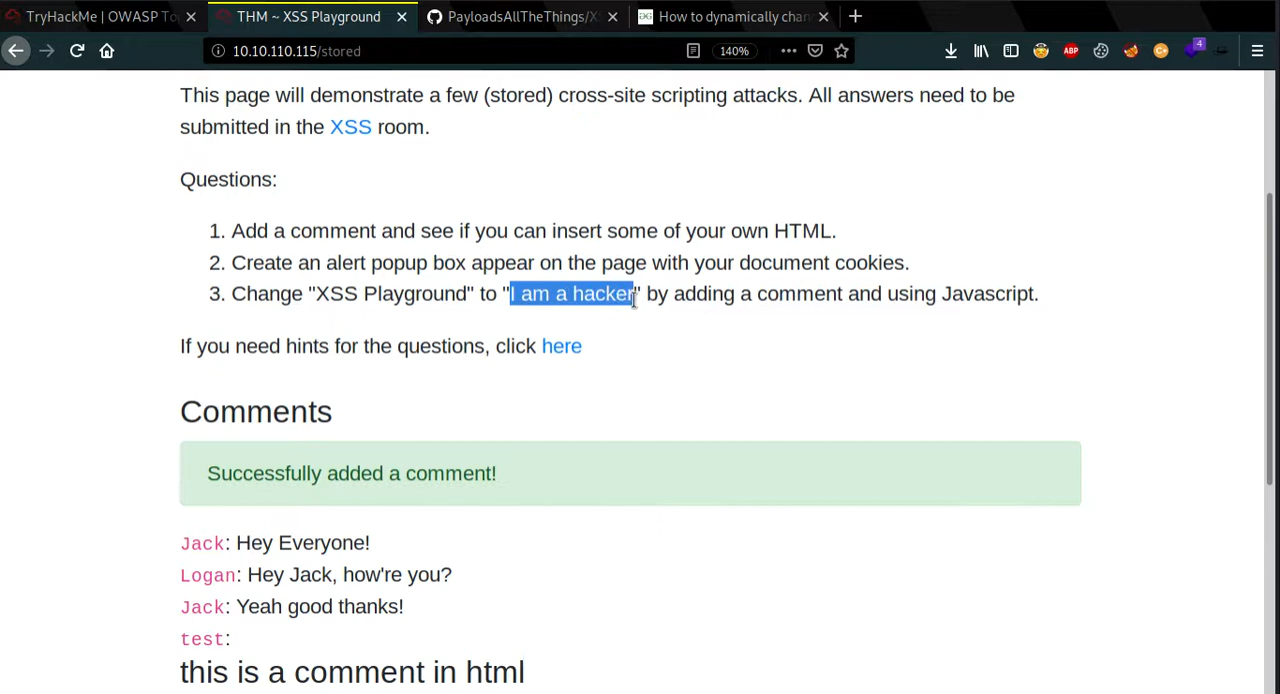 TryHackMe | OWASP To
THM ~ XSS Playground
PayloadsAllTheThings/XS
How to dynamically chan
10.10.110.115/stored
140%
ABP
4
This page will demonstrate a few (stored) cross-site scripting attacks. All answers need to be
submitted in the XSS room.
Questions:
1. Add a comment and see if you can insert some of your own HTML.
2. Create an alert popup box appear on the page with your document cookies.
3. Change "XSS Playground" to "I am a hacker" by adding a comment and using Javascript.
If you need hints for the questions, click here
Comments
Successfully added a comment!
Jack: Hey Everyone!
Logan: Hey Jack, how're you?
Jack: Yeah good thanks!
test:
this is a comment in html